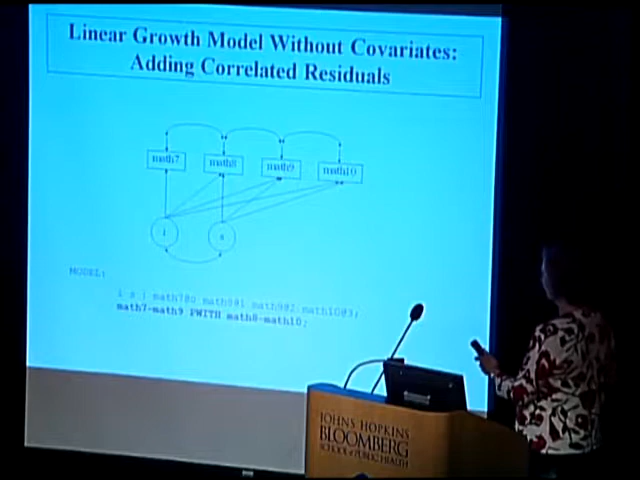 Linear Growth Model Without Covariates:
Adding Correlated Residuals
math7 math8 math9 math10
i s
MODEL:
i s | math7@0 math8@1 math9@2 math10@3;
math7-math9 PWITH math8-math10;
JOHNS HOPKINS
BLOOMBERG
SCHOOL of PUBLIC HEALTH